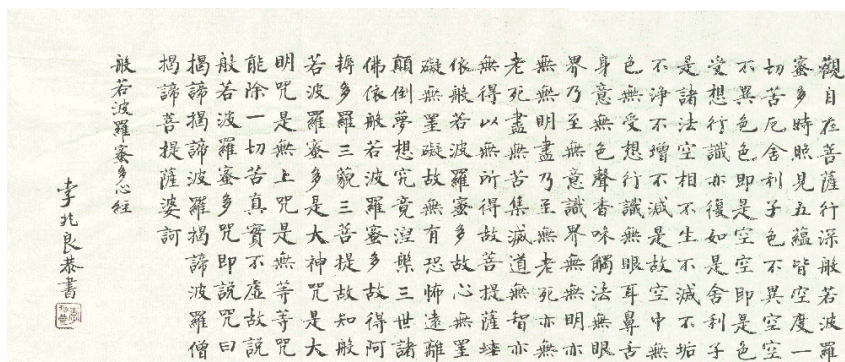 觀自在菩薩行深般若波羅
蜜多時照見五蘊皆空度一
切苦厄舍利子色不異空空
不異色色即是空空即是色
受想行識亦復如是舍利子
是諸法空相不生不滅不垢
不淨不增不減是故空中無
色無受想行識無眼耳鼻舌
身意無色聲香味觸法無眼
界乃至無意識界無無明亦
無無明盡乃至無老死亦無
老死盡無苦集滅道無智亦
無得以無所得故菩提薩埵
依般若波羅蜜多故心無罣
礙無罣礙故無有恐怖遠離
顛倒夢想究竟涅槃三世諸
佛依般若波羅蜜多故得阿
耨多羅三藐三菩提故知般
若波羅蜜多是大神咒是大
明咒是無上咒是無等等咒
能除一切苦真實不虛故說
般若波羅蜜多咒即說咒曰
揭諦揭諦波羅揭諦波羅僧
揭諦菩提薩婆訶
般若波羅蜜多心經
李兆良恭書